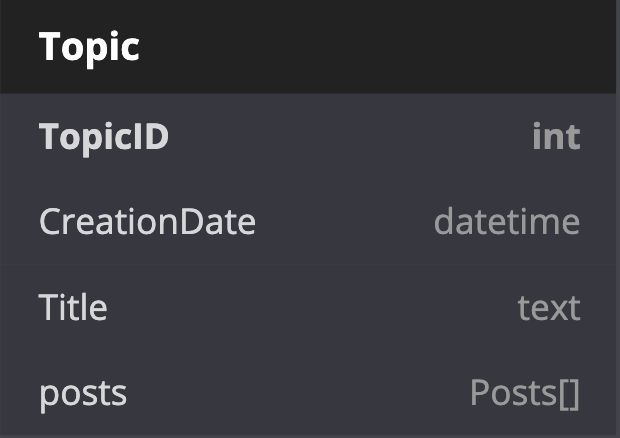 Topic
TopicID int
CreationDate datetime
Title text
posts Posts[]